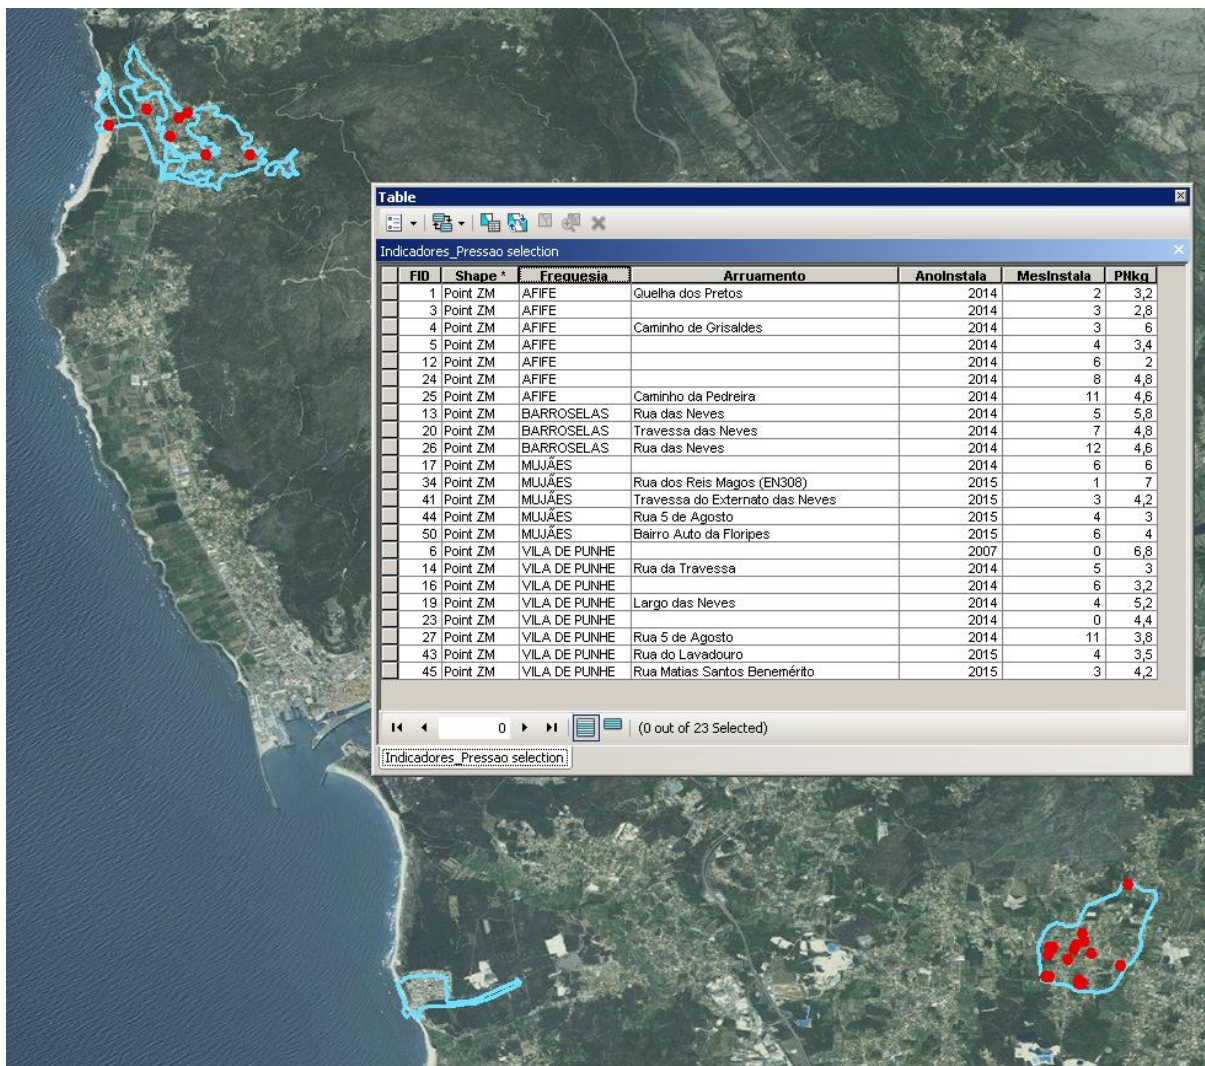 Table
Indicadores_Pressao selection
FID Shape * Freguesia Arruamento AnoInstala MesInstala PNkg
1 Point ZM AFIFE Quelha dos Pretos 2014 2 3,2
3 Point ZM AFIFE 2014 3 2,8
4 Point ZM AFIFE Caminho de Grisaldes 2014 3 6
5 Point ZM AFIFE 2014 4 3,4
12 Point ZM AFIFE 2014 6 2
24 Point ZM AFIFE 2014 8 4,8
25 Point ZM AFIFE Caminho da Pedreira 2014 11 4,6
13 Point ZM BARROSELAS Rua das Neves 2014 5 5,8
20 Point ZM BARROSELAS Travessa das Neves 2014 7 4,8
26 Point ZM BARROSELAS Rua das Neves 2014 12 4,6
17 Point ZM MUJÃES 2014 6 6
34 Point ZM MUJÃES Rua dos Reis Magos (EN308) 2015 1 7
41 Point ZM MUJÃES Travessa do Externato das Neves 2015 3 4,2
44 Point ZM MUJÃES Rua 5 de Agosto 2015 4 3
50 Point ZM MUJÃES Bairro Auto da Floripes 2015 6 4
6 Point ZM VILA DE PUNHE 2007 0 6,8
14 Point ZM VILA DE PUNHE Rua da Travessa 2014 5 3
16 Point ZM VILA DE PUNHE 2014 6 3,2
19 Point ZM VILA DE PUNHE Largo das Neves 2014 4 5,2
23 Point ZM VILA DE PUNHE 2014 0 4,4
27 Point ZM VILA DE PUNHE Rua 5 de Agosto 2014 11 3,8
43 Point ZM VILA DE PUNHE Rua do Lavadouro 2015 4 3,5
45 Point ZM VILA DE PUNHE Rua Matias Santos Benemérito 2015 3 4,2
0 (0 out of 23 Selected)
Indicadores_Pressao selection